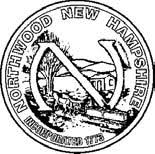 NORTHWOOD NEW HAMPSHIRE
INCORPORATED 1773
N